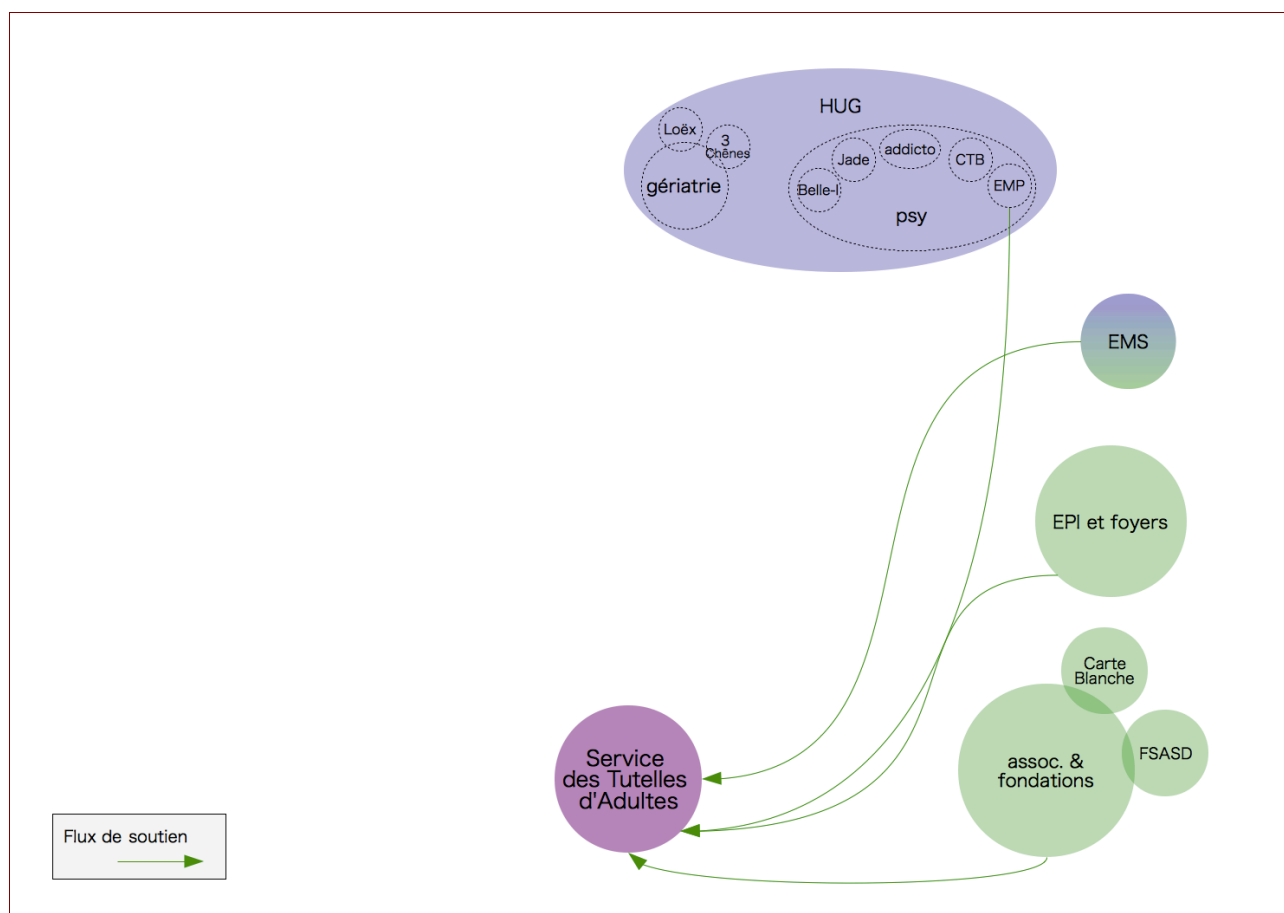 HUG
Loëx
3
Chênes
gériatrie
Belle-I
Jade
addicto
CTB
EMP
psy
EMS
EPI et foyers
Carte
Blanche
assoc. &
fondations
FSASD
Service
des Tutelles
d'Adultes
Flux de soutien